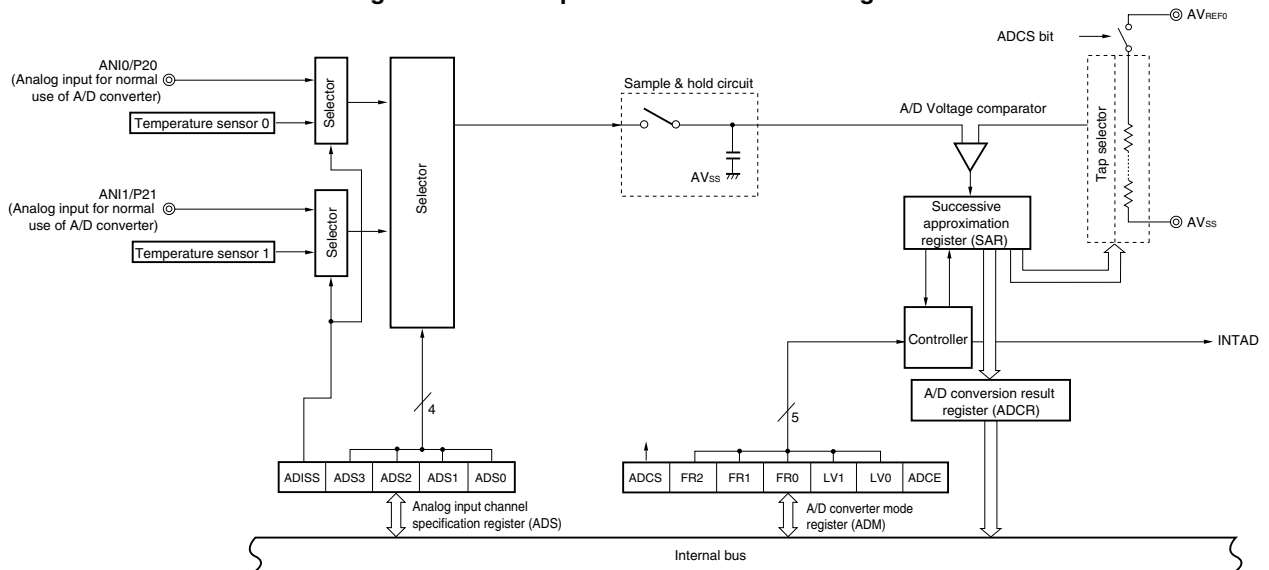 AVREF0
ADCS bit
ANI0/P20
(Analog input for normal
use of A/D converter)
Temperature sensor 0
Selector
Selector
Sample & hold circuit
AVss
A/D Voltage comparator
Tap selector
ANI1/P21
(Analog input for normal
use of A/D converter)
Temperature sensor 1
Selector
Successive
approximation
register (SAR)
AVss
Controller
INTAD
A/D conversion result
register (ADCR)
4
5
ADISS ADS3 ADS2 ADS1 ADS0
ADCS FR2 FR1 FR0 LV1 LV0 ADCE
Analog input channel
specification register (ADS)
A/D converter mode
register (ADM)
Internal bus